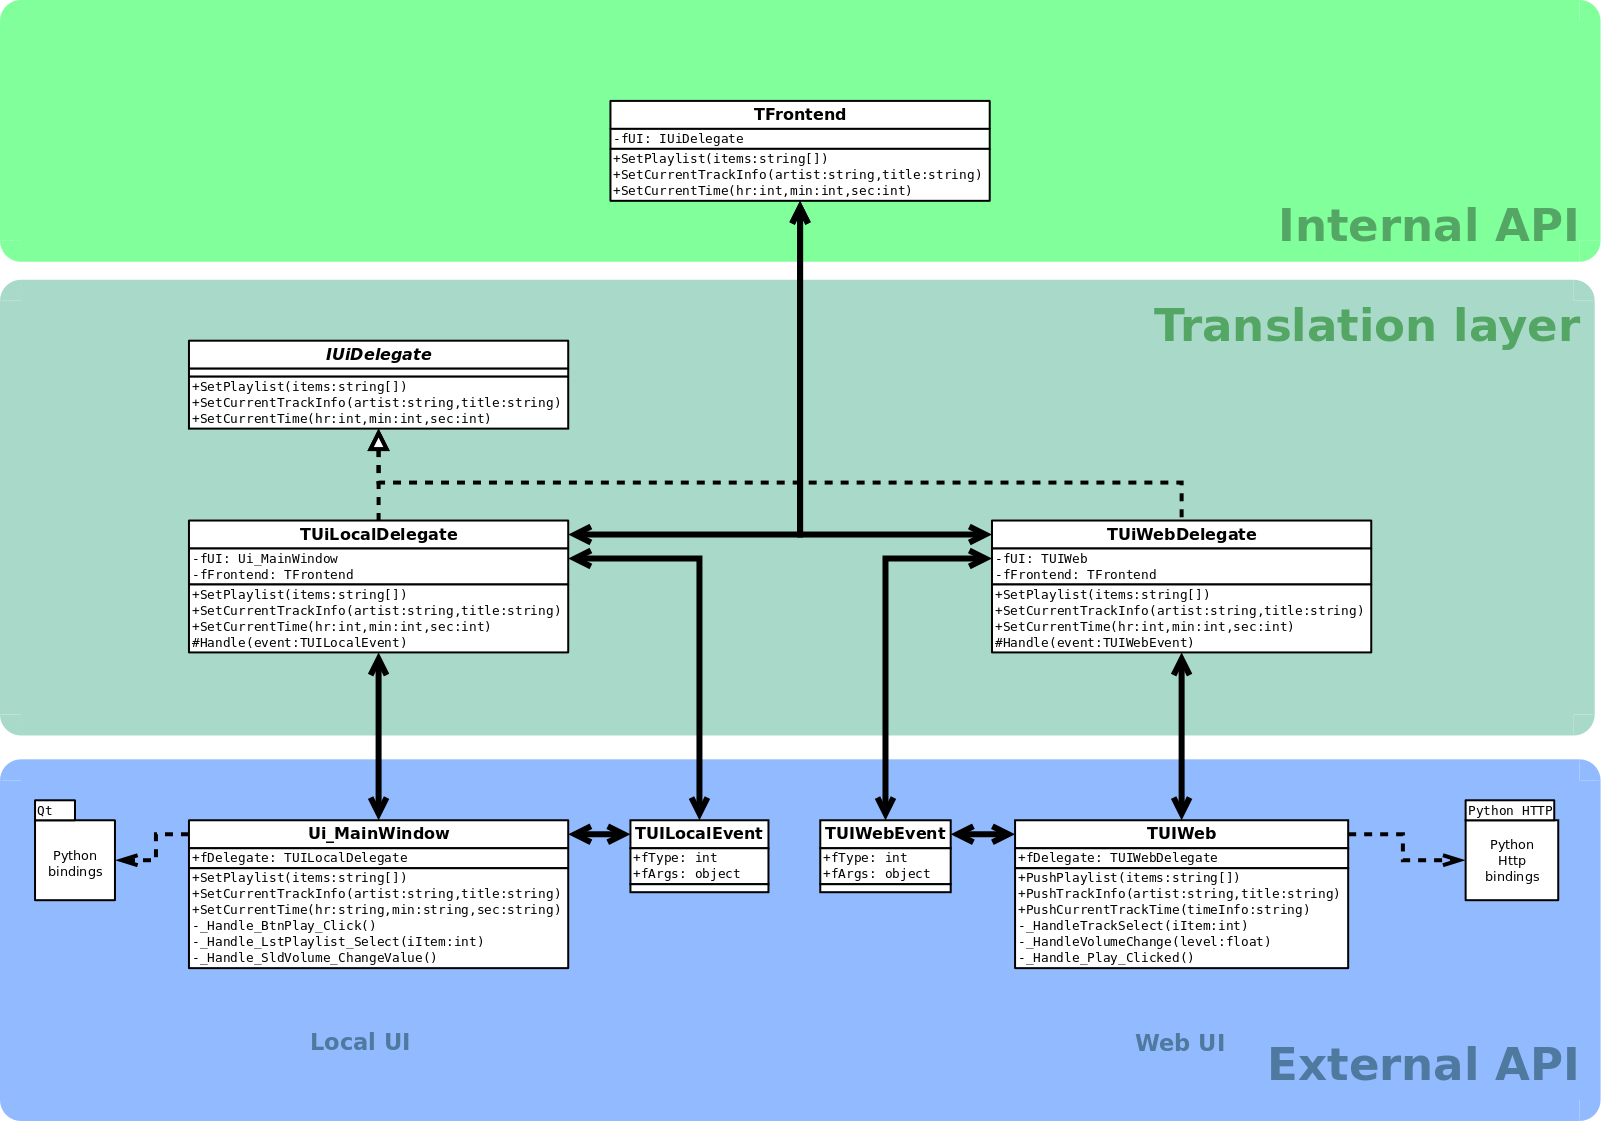 TFrontend
-fUI: IUiDelegate
+SetPlaylist(items:string[])
+SetCurrentTrackInfo(artist:string,title:string)
+SetCurrentTime(hr:int,min:int,sec:int)
Internal API
Translation layer
IUiDelegate
+SetPlaylist(items:string[])
+SetCurrentTrackInfo(artist:string,title:string)
+SetCurrentTime(hr:int,min:int,sec:int)
TUiLocalDelegate
-fUI: Ui_MainWindow
-fFrontend: TFrontend
+SetPlaylist(items:string[])
+SetCurrentTrackInfo(artist:string,title:string)
+SetCurrentTime(hr:int,min:int,sec:int)
#Handle(event:TUILocalEvent)
TUiWebDelegate
-fUI: TUIWeb
-fFrontend: TFrontend
+SetPlaylist(items:string[])
+SetCurrentTrackInfo(artist:string,title:string)
+SetCurrentTime(hr:int,min:int,sec:int)
#Handle(event:TUIWebEvent)
Qt
Python
bindings
Ui_MainWindow
+fDelegate: TUILocalDelegate
+SetPlaylist(items:string[])
+SetCurrentTrackInfo(artist:string,title:string)
+SetCurrentTime(hr:string,min:string,sec:string)
-_Handle_BtnPlay_Click()
-_Handle_LstPlaylist_Select(iItem:int)
-_Handle_SldVolume_ChangeValue()
TUILocalEvent
+fType: int
+fArgs: object
TUIWebEvent
+fType: int
+fArgs: object
TUIWeb
+fDelegate: TUIWebDelegate
+PushPlaylist(items:string[])
+PushTrackInfo(artist:string,title:string)
+PushCurrentTrackTime(timeInfo:string)
-_HandleTrackSelect(iItem:int)
-_HandleVolumeChange(level:float)
-_Handle_Play_Clicked()
Python HTTP
Python
Http
bindings
Local UI
Web UI
External API